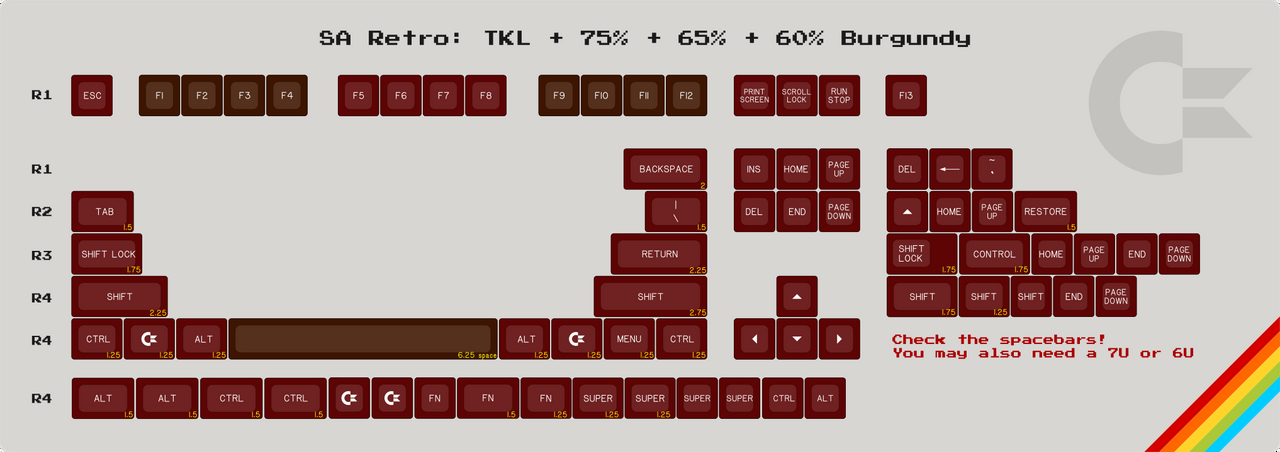 SA Retro: TKL + 75% + 65% + 60% Burgundy
R1 ESC F1 F2 F3 F4 F5 F6 F7 F8 F9 F10 F11 F12 PRINT SCREEN SCROLL LOCK RUN STOP F13
R1 BACKSPACE 2 INS HOME PAGE UP DEL ← ~ ,
R2 TAB 1.5 | \ 1.5 DEL END PAGE DOWN ▲ HOME PAGE UP RESTORE 1.5
R3 SHIFT LOCK 1.75 RETURN 2.25 SHIFT LOCK 1.75 CONTROL 1.75 HOME PAGE UP END PAGE DOWN
R4 SHIFT 2.25 SHIFT 2.75 ▲ SHIFT 1.75 SHIFT 1.25 SHIFT END PAGE DOWN
R4 CTRL 1.25 1.25 ALT 1.25 6.25 space ALT 1.25 1.25 MENU 1.25 CTRL 1.25 ◀ ▼ ▶
Check the spacebars!
You may also need a 7U or 6U
R4 ALT 1.5 ALT 1.5 CTRL 1.5 CTRL 1.5 FN FN 1.5 FN 1.25 SUPER 1.25 SUPER 1.25 SUPER SUPER CTRL ALT